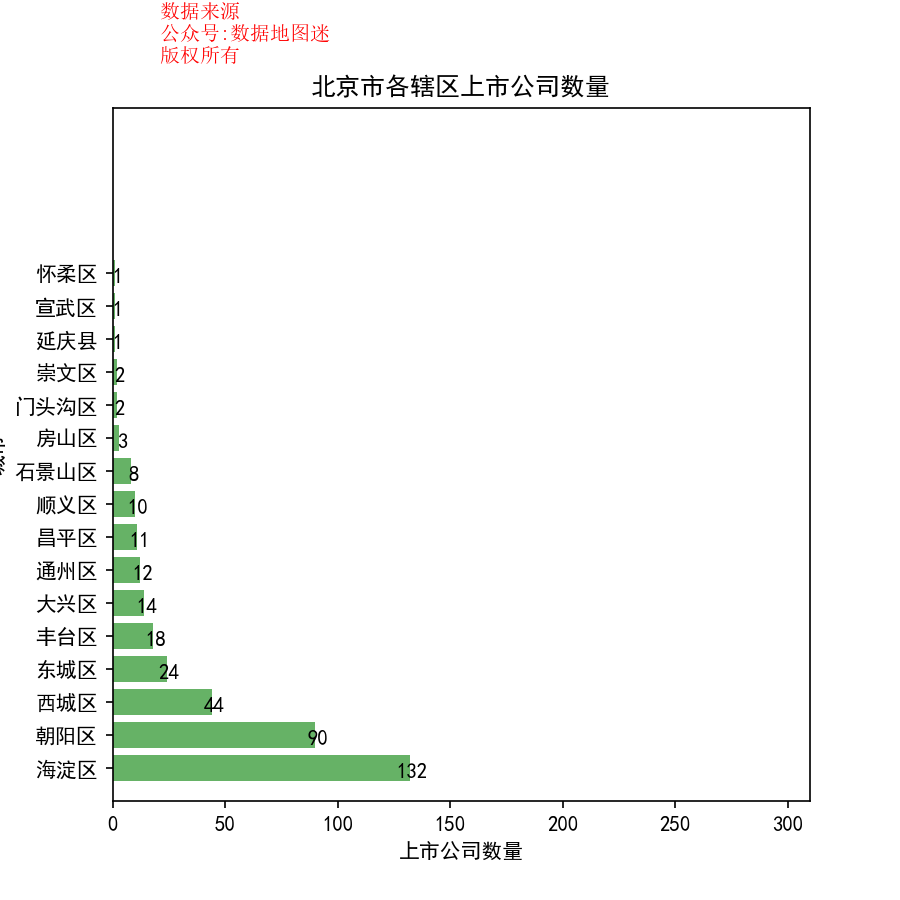 数据来源
公众号:数据地图迷
版权所有
北京市各辖区上市公司数量
怀柔区 1
宣武区 1
延庆县 1
崇文区 2
门头沟区 2
房山区 3
石景山区 8
顺义区 10
昌平区 11
通州区 12
大兴区 14
丰台区 18
东城区 24
西城区 44
朝阳区 90
海淀区 132
0 50 100 150 200 250 300
上市公司数量